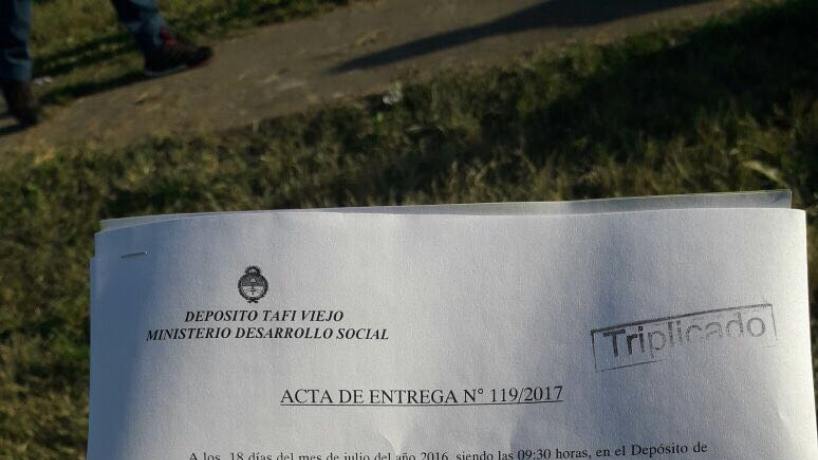 DEPOSITO TAFI VIEJO
MINISTERIO DESARROLLO SOCIAL
Triplicado
ACTA DE ENTREGA N° 119/2017
A los 18 días del mes de julio del año 2016, siendo las 09:30 horas, en el Depósito de